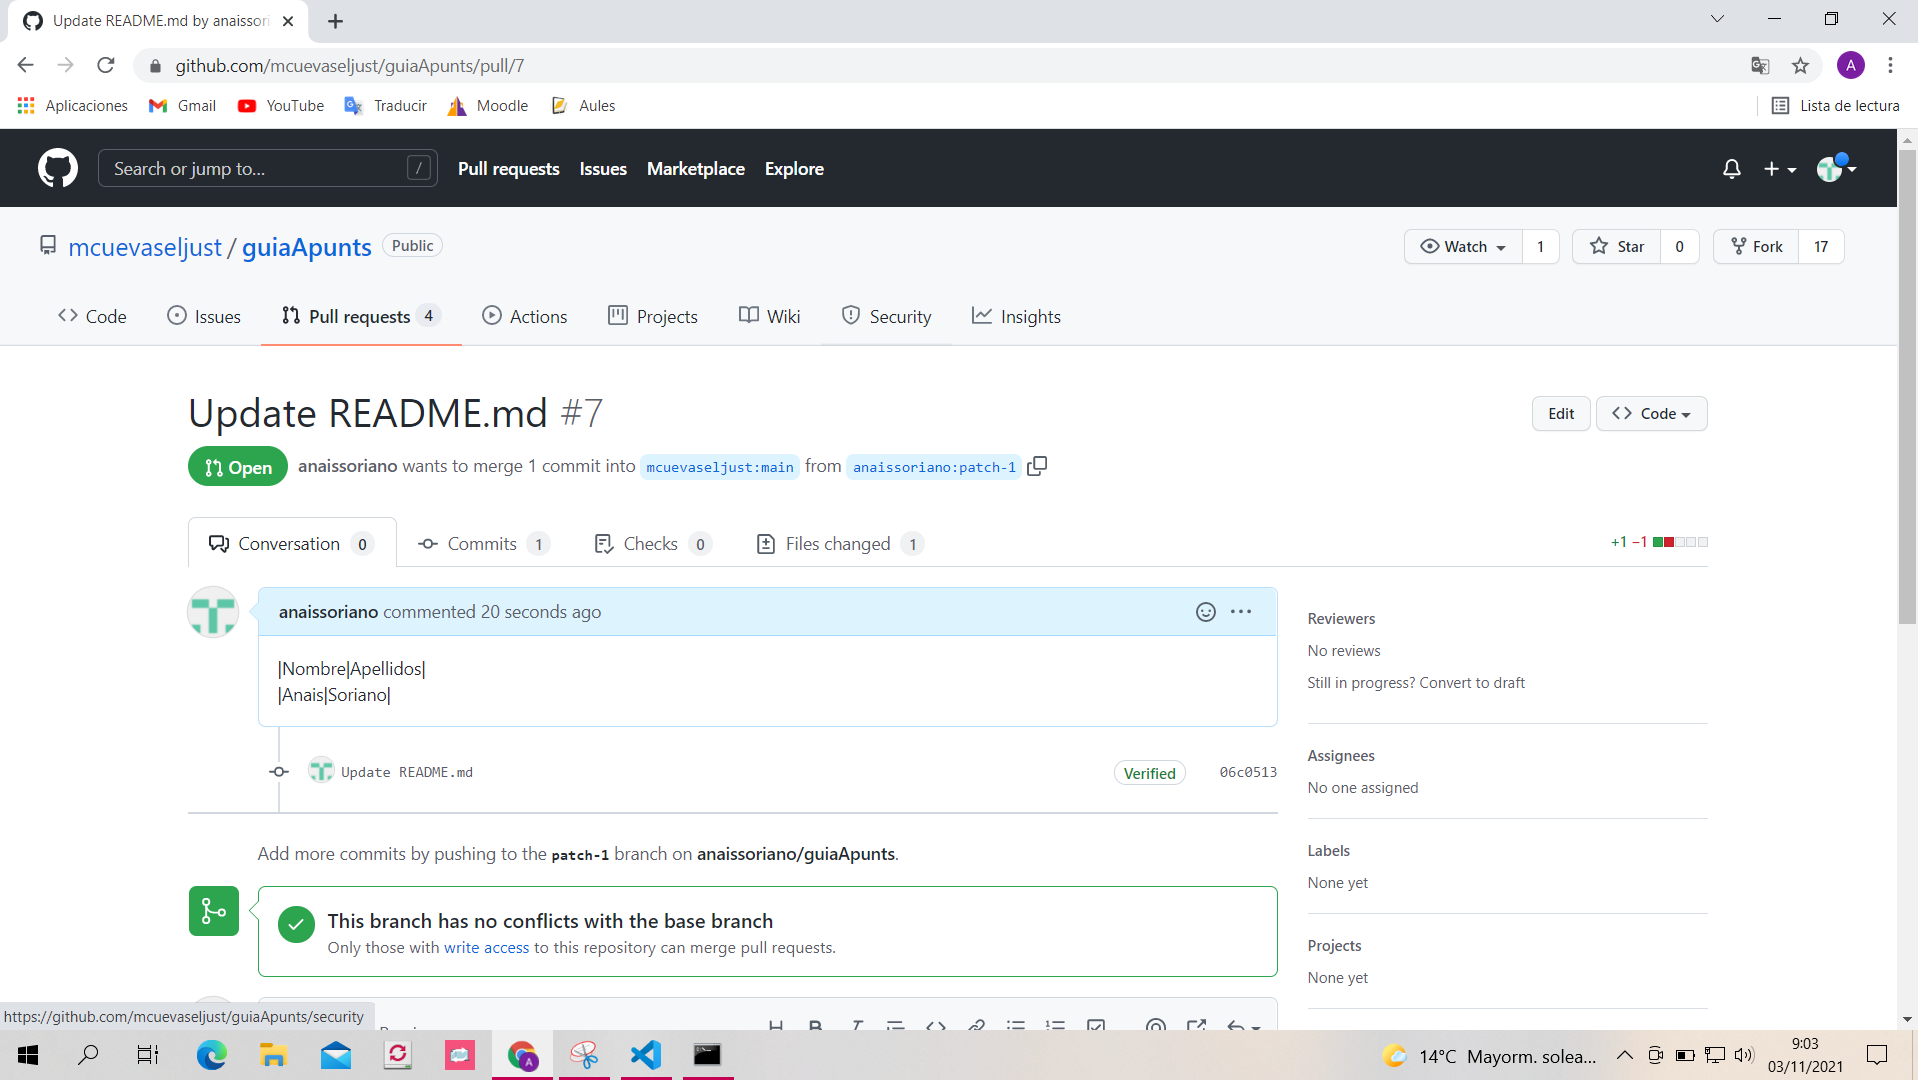 Update README.md by anaissori
github.com/mcuevaseljust/guiaApunts/pull/7
A
Aplicaciones Gmail YouTube Traducir Moodle Aules Lista de lectura
Search or jump to... / Pull requests Issues Marketplace Explore
mcuevaseljust / guiaApunts Public Watch 1 Star 0 Fork 17
Code Issues Pull requests 4 Actions Projects Wiki Security Insights
Update README.md #7 Edit Code
Open anaissoriano wants to merge 1 commit into mcuevaseljust:main from anaissoriano:patch-1
Conversation 0 Commits 1 Checks 0 Files changed 1 +1 −1
anaissoriano commented 20 seconds ago
|Nombre|Apellidos|
|Anais|Soriano|
Update README.md Verified 06c0513
Add more commits by pushing to the patch-1 branch on anaissoriano/guiaApunts.
This branch has no conflicts with the base branch
Only those with write access to this repository can merge pull requests.
Reviewers
No reviews
Still in progress? Convert to draft
Assignees
No one assigned
Labels
None yet
Projects
None yet
https://github.com/mcuevaseljust/guiaApunts/security
14°C Mayorm. solea...
9:03
03/11/2021